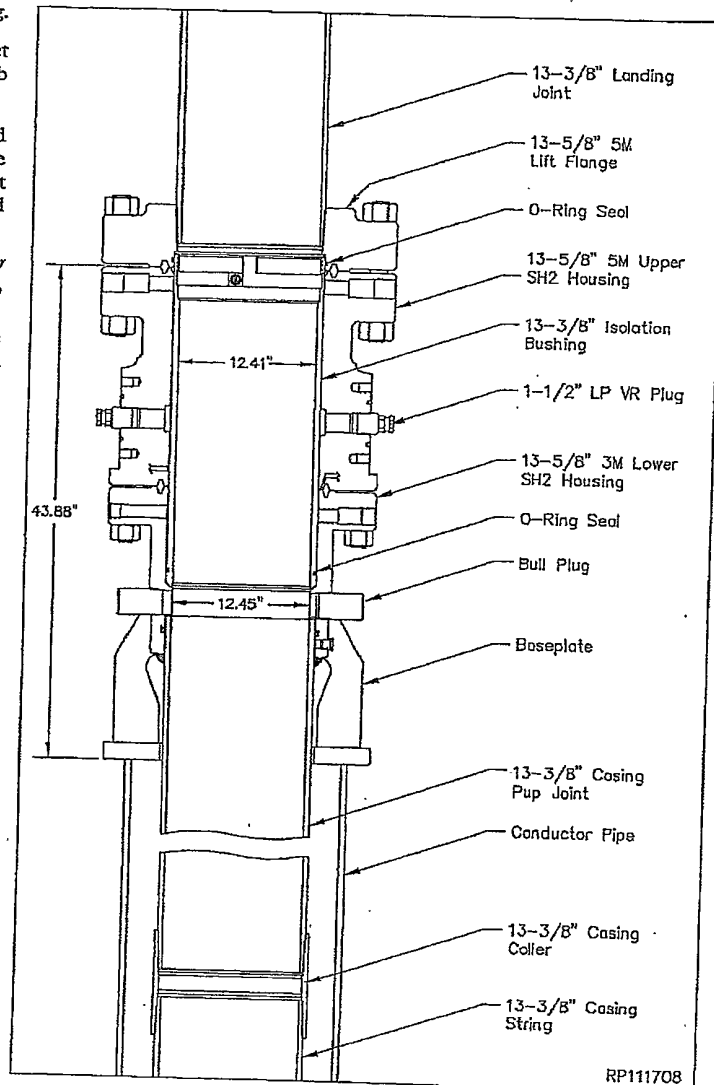 13-3/8" Landing
Joint
13-5/8" 5M
Lift Flange
O-Ring Seal
13-5/8" 5M Upper
SH2 Housing
13-3/8" Isolation
Bushing
12.41"
1-1/2" LP VR Plug
13-5/8" 3M Lower
SH2 Housing
43.88"
O-Ring Seal
Bull Plug
12.45"
Baseplate
13-3/8" Casing
Pup Joint
Conductor Pipe
13-3/8" Casing
Coller
13-3/8" Casing
String
RP111708